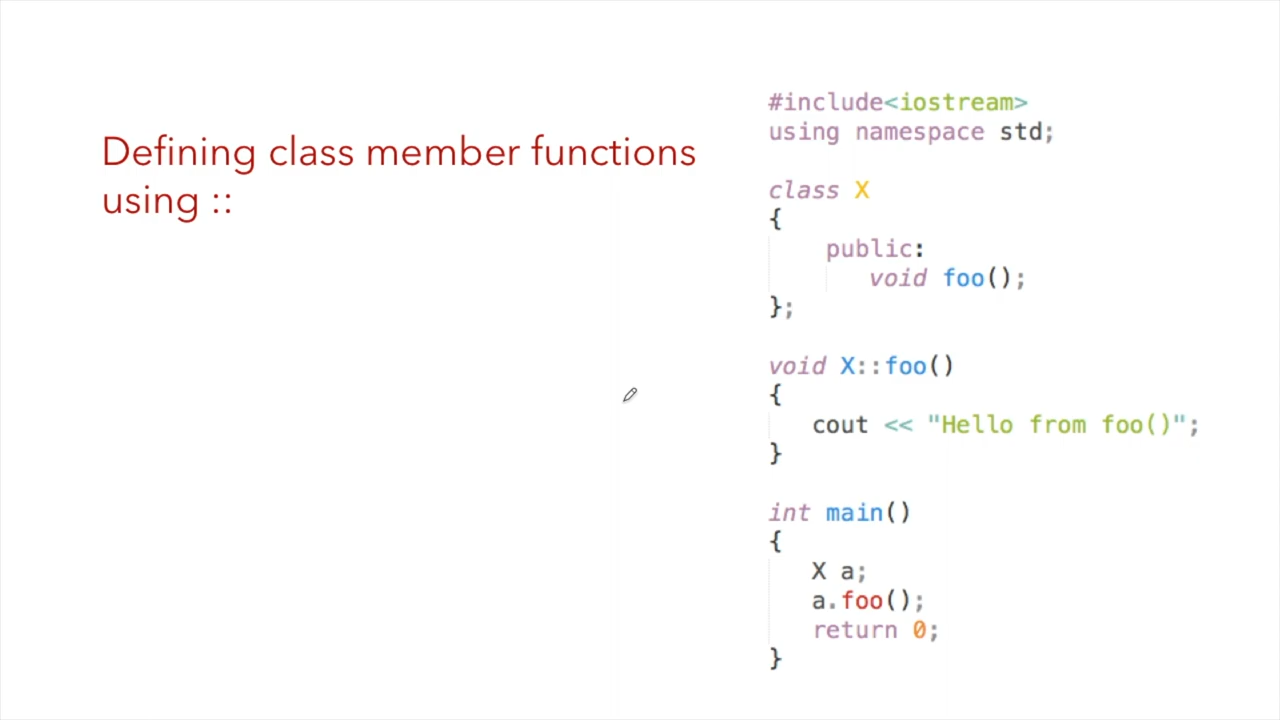 Defining class member functions
using ::
#include<iostream>
using namespace std;
class X
{
public:
void foo();
};
void X::foo()
{
cout << "Hello from foo()";
}
int main()
{
X a;
a.foo();
return 0;
}